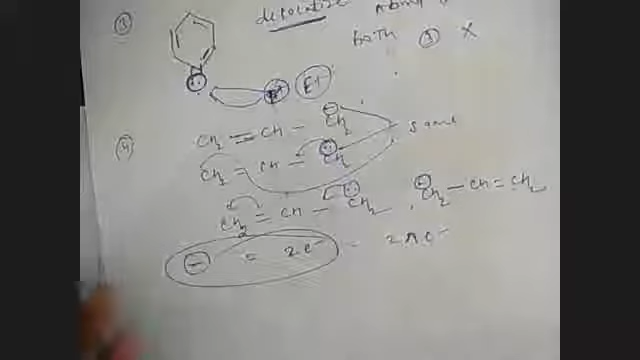 ③ delocalise
both ③ X
E+
CH2 = CH - CH2
④ same
CH2 = CH = CH2
CH2 = CH - CH2 , CH2 - CH = CH2
⊖ = 2e- - 2πe-